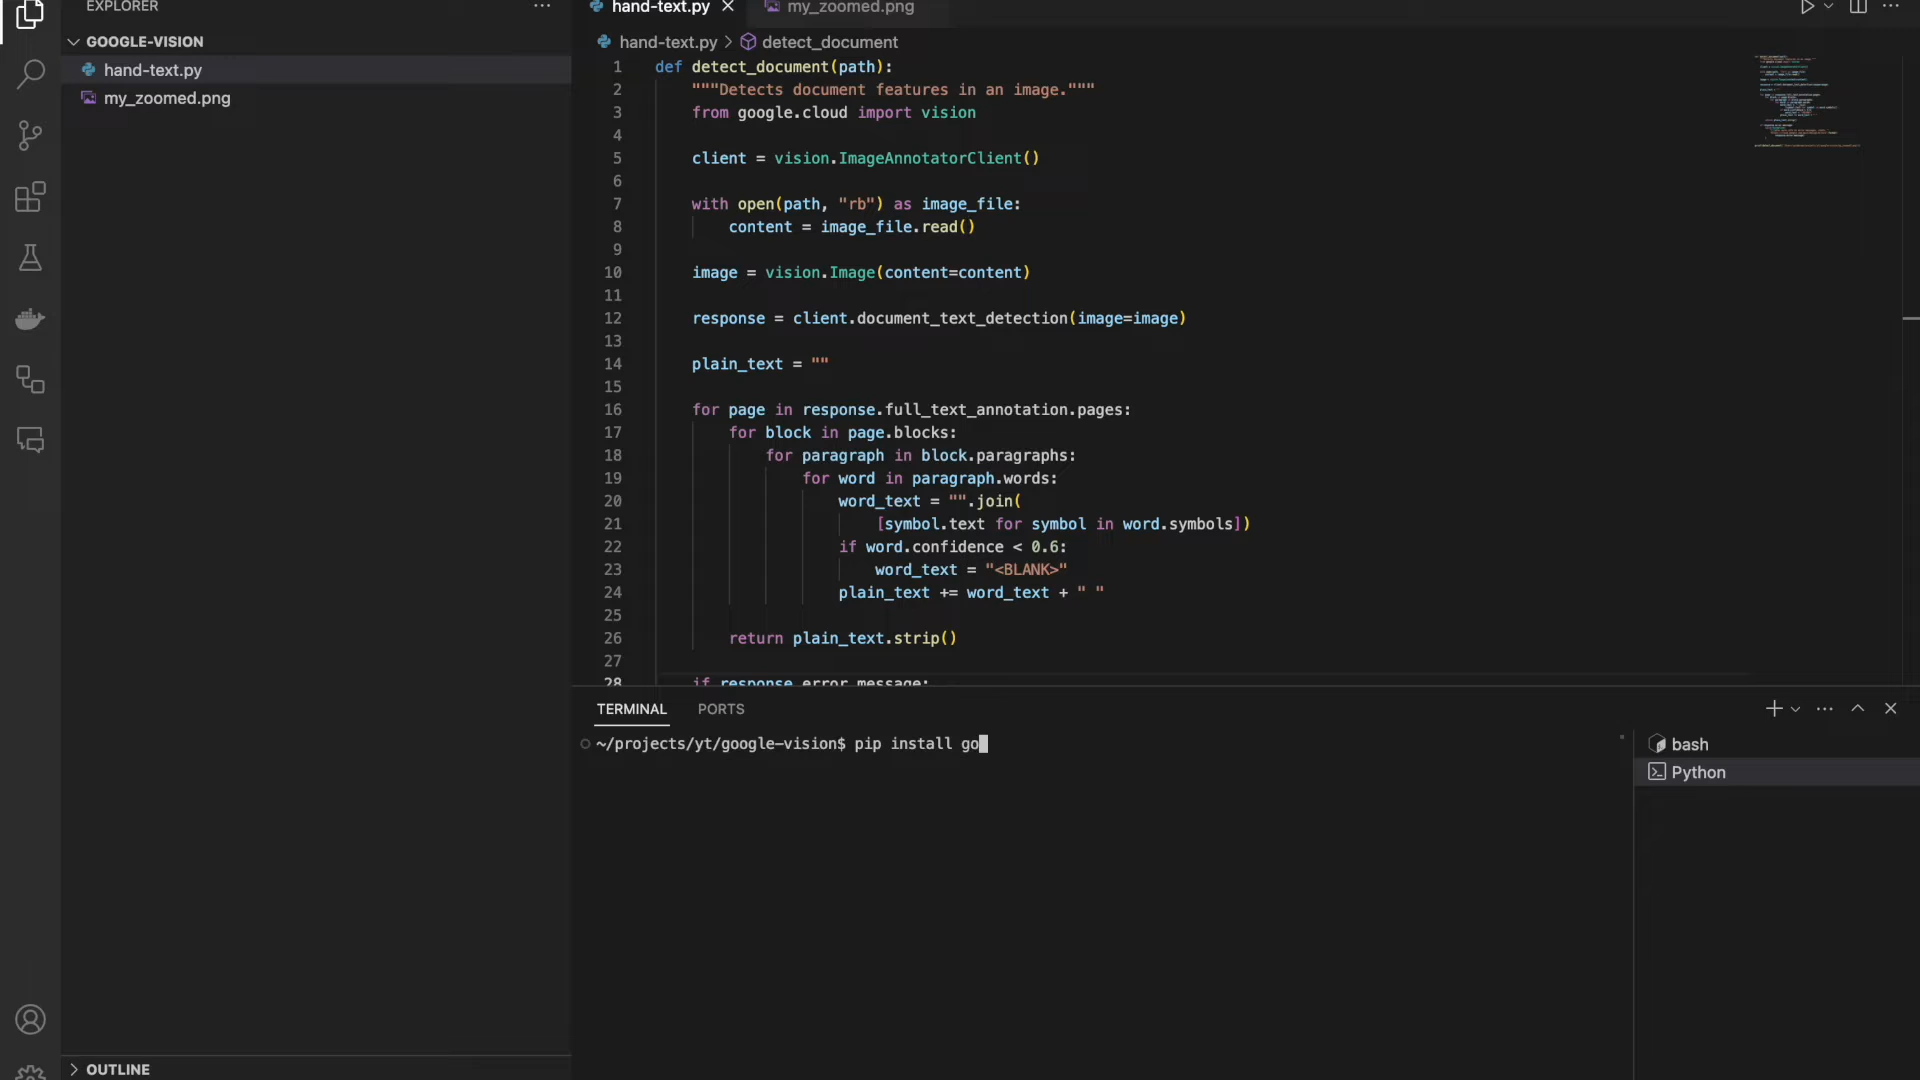 EXPLORER
hand-text.py
my_zoomed.png
GOOGLE-VISION
hand-text.py
my_zoomed.png
hand-text.py > detect_document
1 def detect_document(path):
2 """Detects document features in an image."""
3 from google.cloud import vision
4
5 client = vision.ImageAnnotatorClient()
6
7 with open(path, "rb") as image_file:
8 content = image_file.read()
9
10 image = vision.Image(content=content)
11
12 response = client.document_text_detection(image=image)
13
14 plain_text = ""
15
16 for page in response.full_text_annotation.pages:
17 for block in page.blocks:
18 for paragraph in block.paragraphs:
19 for word in paragraph.words:
20 word_text = "".join(
21 [symbol.text for symbol in word.symbols])
22 if word.confidence < 0.6:
23 word_text = "<BLANK>"
24 plain_text += word_text + " "
25
26 return plain_text.strip()
27
28 if response.error.message:
TERMINAL PORTS
~/projects/yt/google-vision$ pip install go
bash
Python
OUTLINE